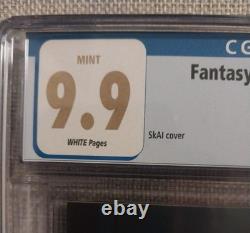 MINT
9.9
WHITE Pages
CG
Fantasy
SkAI cover